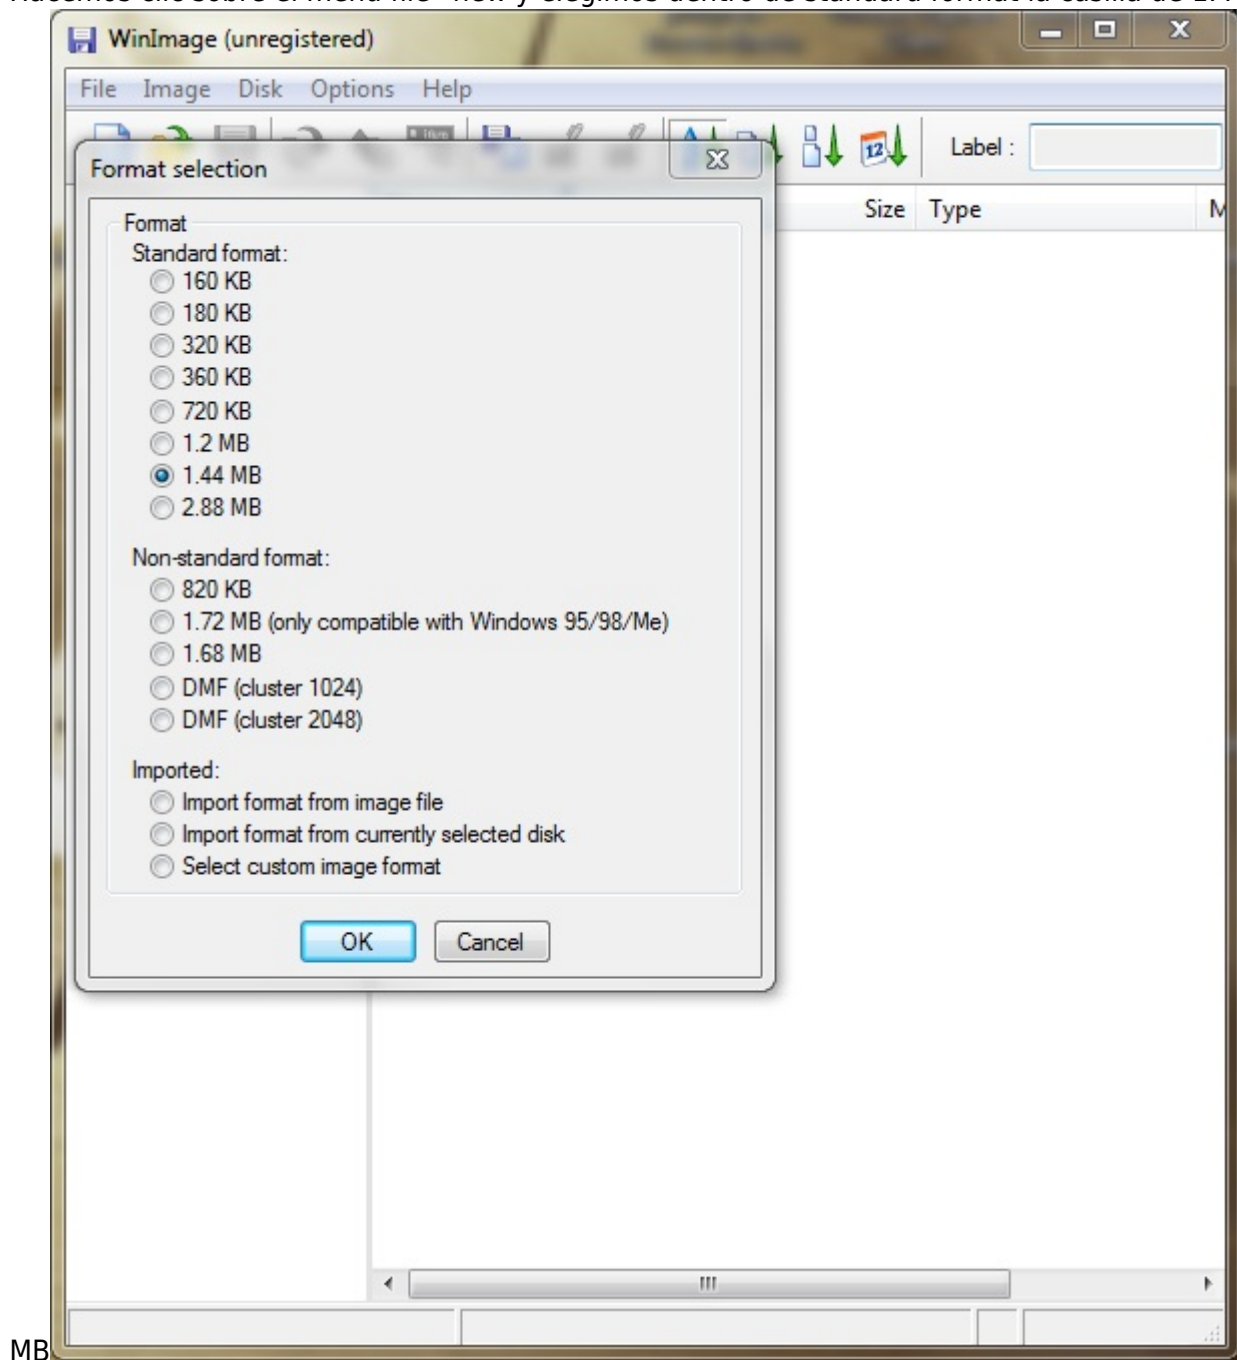 WinImage (unregistered)
File Image Disk Options Help
Label :
Format selection
Size Type M
Format
Standard format:
160 KB
180 KB
320 KB
360 KB
720 KB
1.2 MB
1.44 MB
2.88 MB
Non-standard format:
820 KB
1.72 MB (only compatible with Windows 95/98/Me)
1.68 MB
DMF (cluster 1024)
DMF (cluster 2048)
Imported:
Import format from image file
Import format from currently selected disk
Select custom image format
OK Cancel
MB